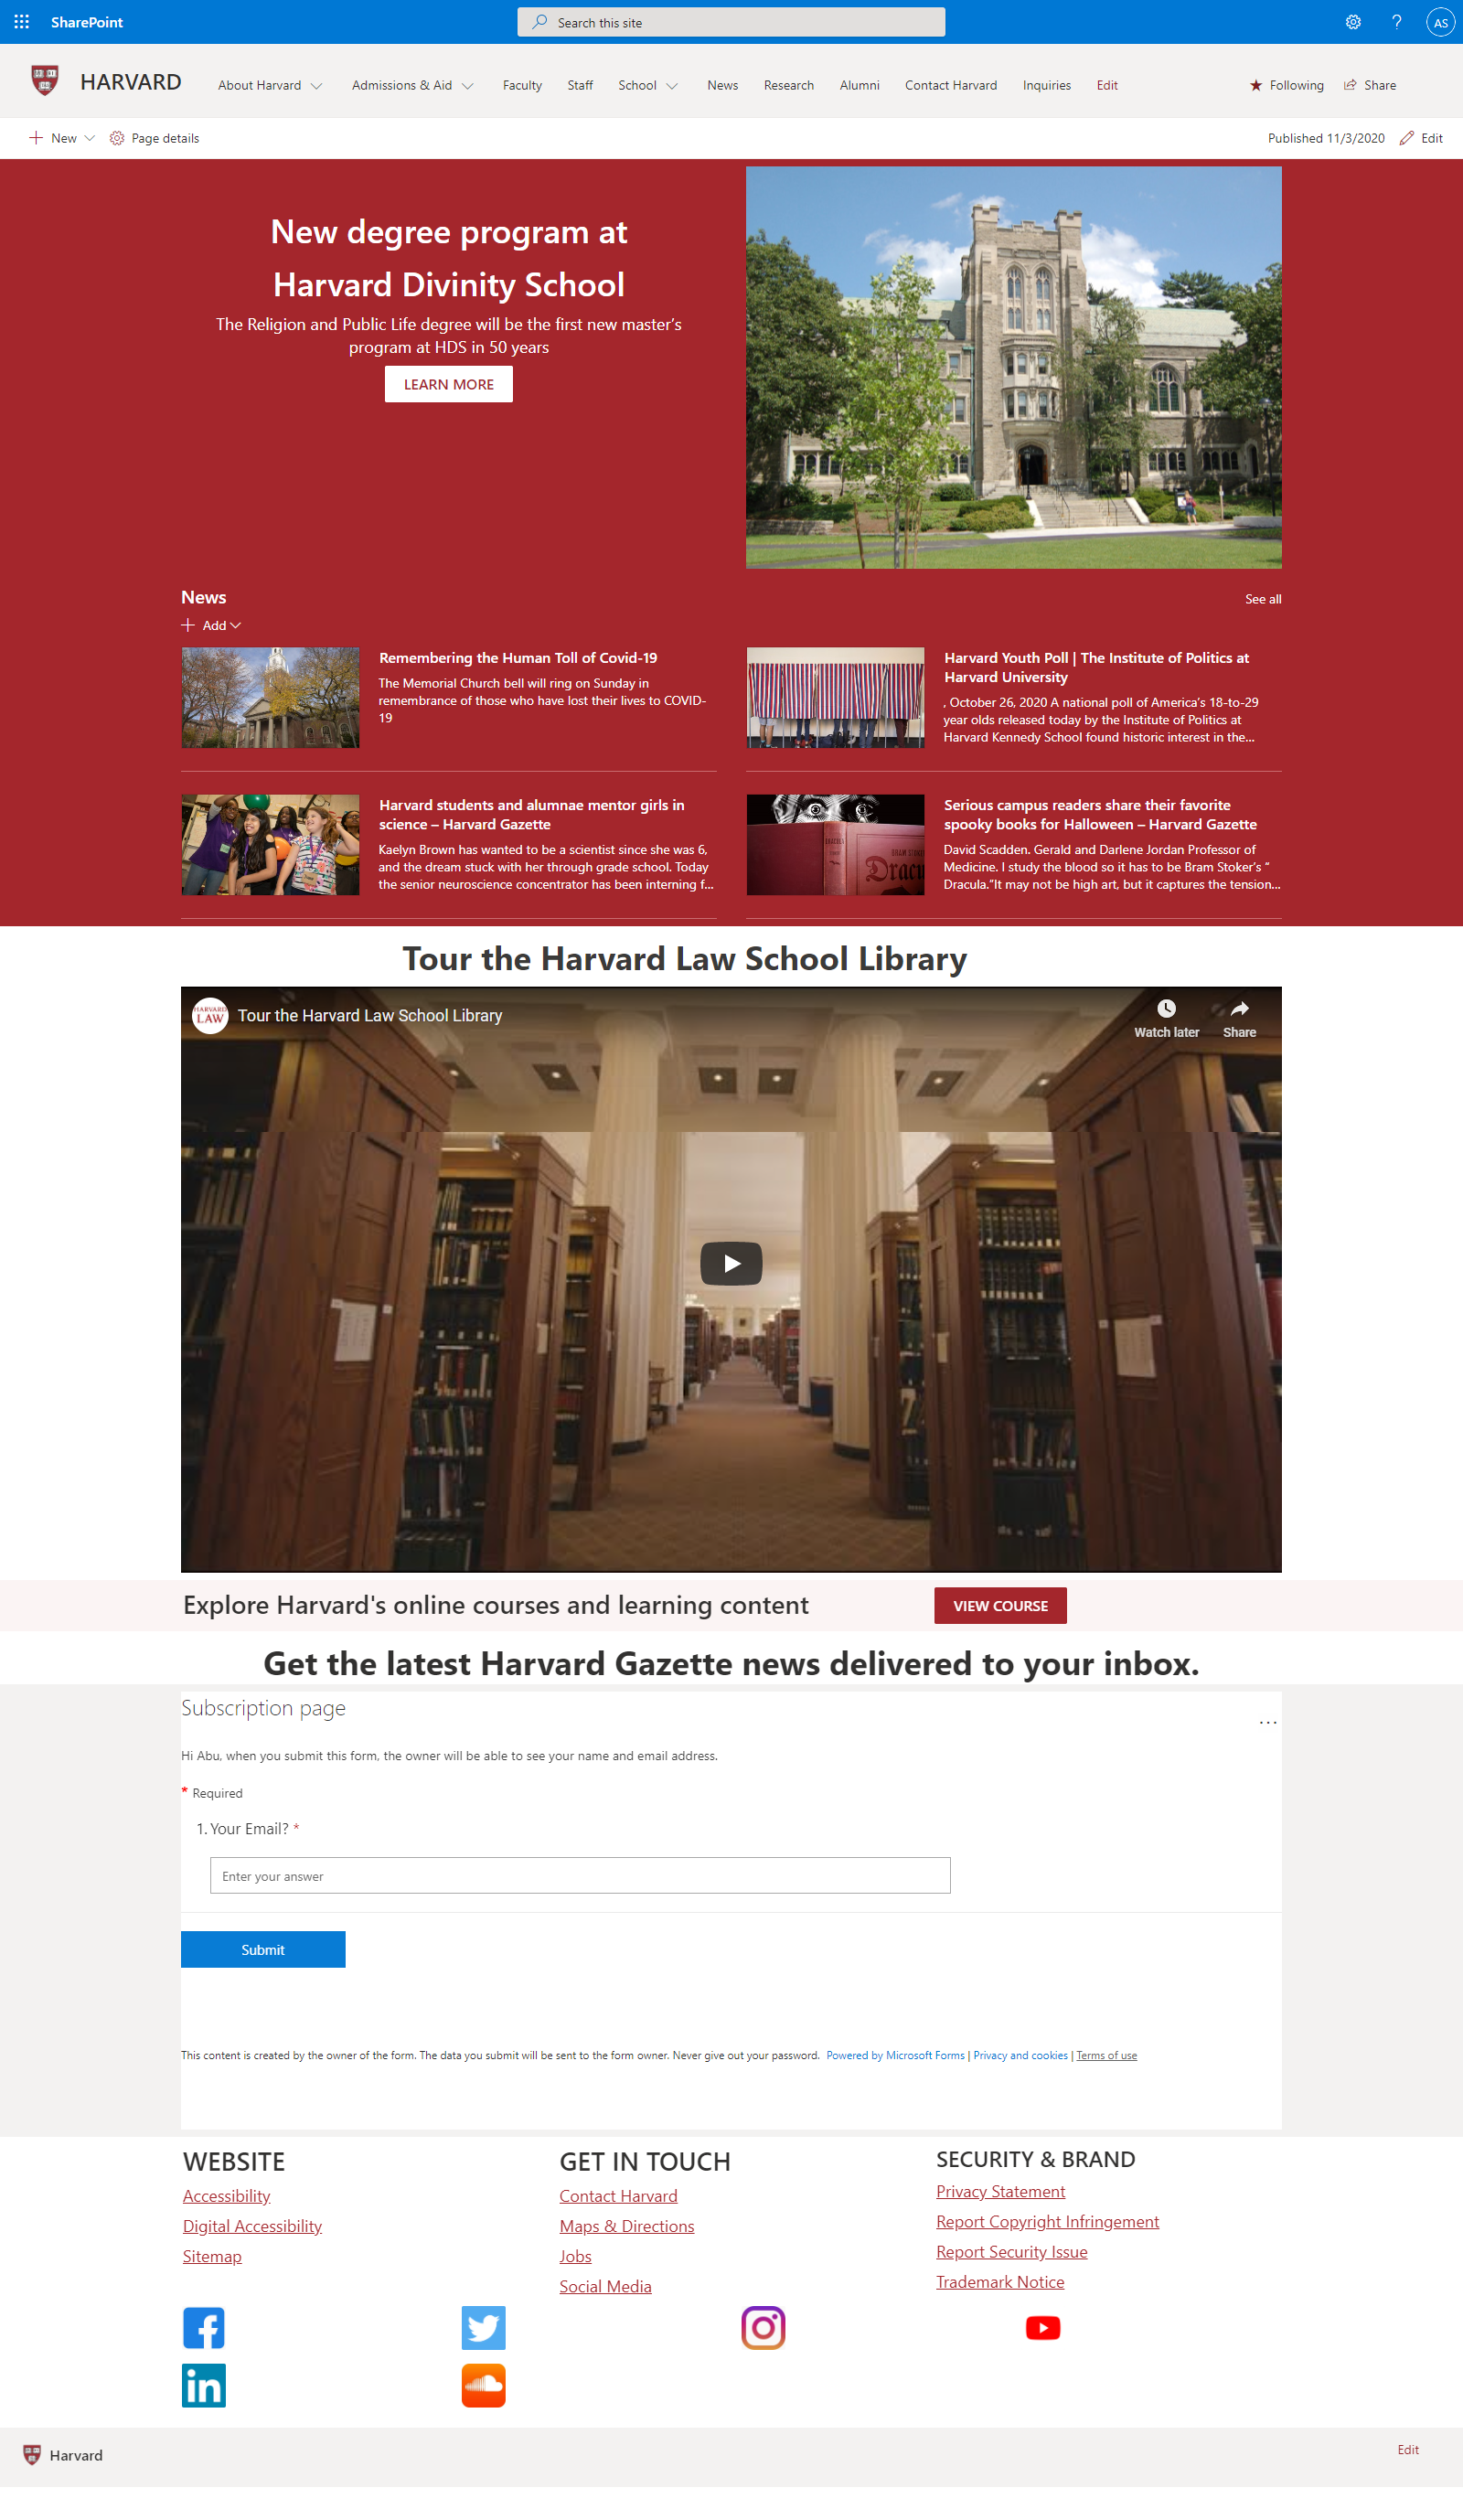 SharePoint
Search this site
AS
HARVARD
About Harvard
Admissions & Aid
Faculty
Staff
School
News
Research
Alumni
Contact Harvard
Inquiries
Edit
Following
Share
New
Page details
Published 11/3/2020
Edit
New degree program at
Harvard Divinity School
The Religion and Public Life degree will be the first new master's
program at HDS in 50 years
LEARN MORE
News
See all
Add
Remembering the Human Toll of Covid-19
The Memorial Church bell will ring on Sunday in
remembrance of those who have lost their lives to COVID-
19
Harvard Youth Poll | The Institute of Politics at
Harvard University
, October 26, 2020 A national poll of America's 18-to-29
year olds released today by the Institute of Politics at
Harvard Kennedy School found historic interest in the...
Harvard students and alumnae mentor girls in
science – Harvard Gazette
Kaelyn Brown has wanted to be a scientist since she was 6,
and the dream stuck with her through grade school. Today
the senior neuroscience concentrator has been interning f...
Dracu
Serious campus readers share their favorite
spooky books for Halloween – Harvard Gazette
David Scadden. Gerald and Darlene Jordan Professor of
Medicine. I study the blood so it has to be Bram Stoker's “
Dracula.”It may not be high art, but it captures the tension...
Tour the Harvard Law School Library
HARVARD
LAW
Tour the Harvard Law School Library
Watch later
Share
Explore Harvard's online courses and learning content
VIEW COURSE
Get the latest Harvard Gazette news delivered to your inbox.
Subscription page
...
Hi Abu, when you submit this form, the owner will be able to see your name and email address.
* Required
1. Your Email? *
Enter your answer
Submit
This content is created by the owner of the form. The data you submit will be sent to the form owner. Never give out your password. Powered by Microsoft Forms | Privacy and cookies | Terms of use
WEBSITE
Accessibility
Digital Accessibility
Sitemap
GET IN TOUCH
Contact Harvard
Maps & Directions
Jobs
Social Media
SECURITY & BRAND
Privacy Statement
Report Copyright Infringement
Report Security Issue
Trademark Notice
in
Harvard
Edit